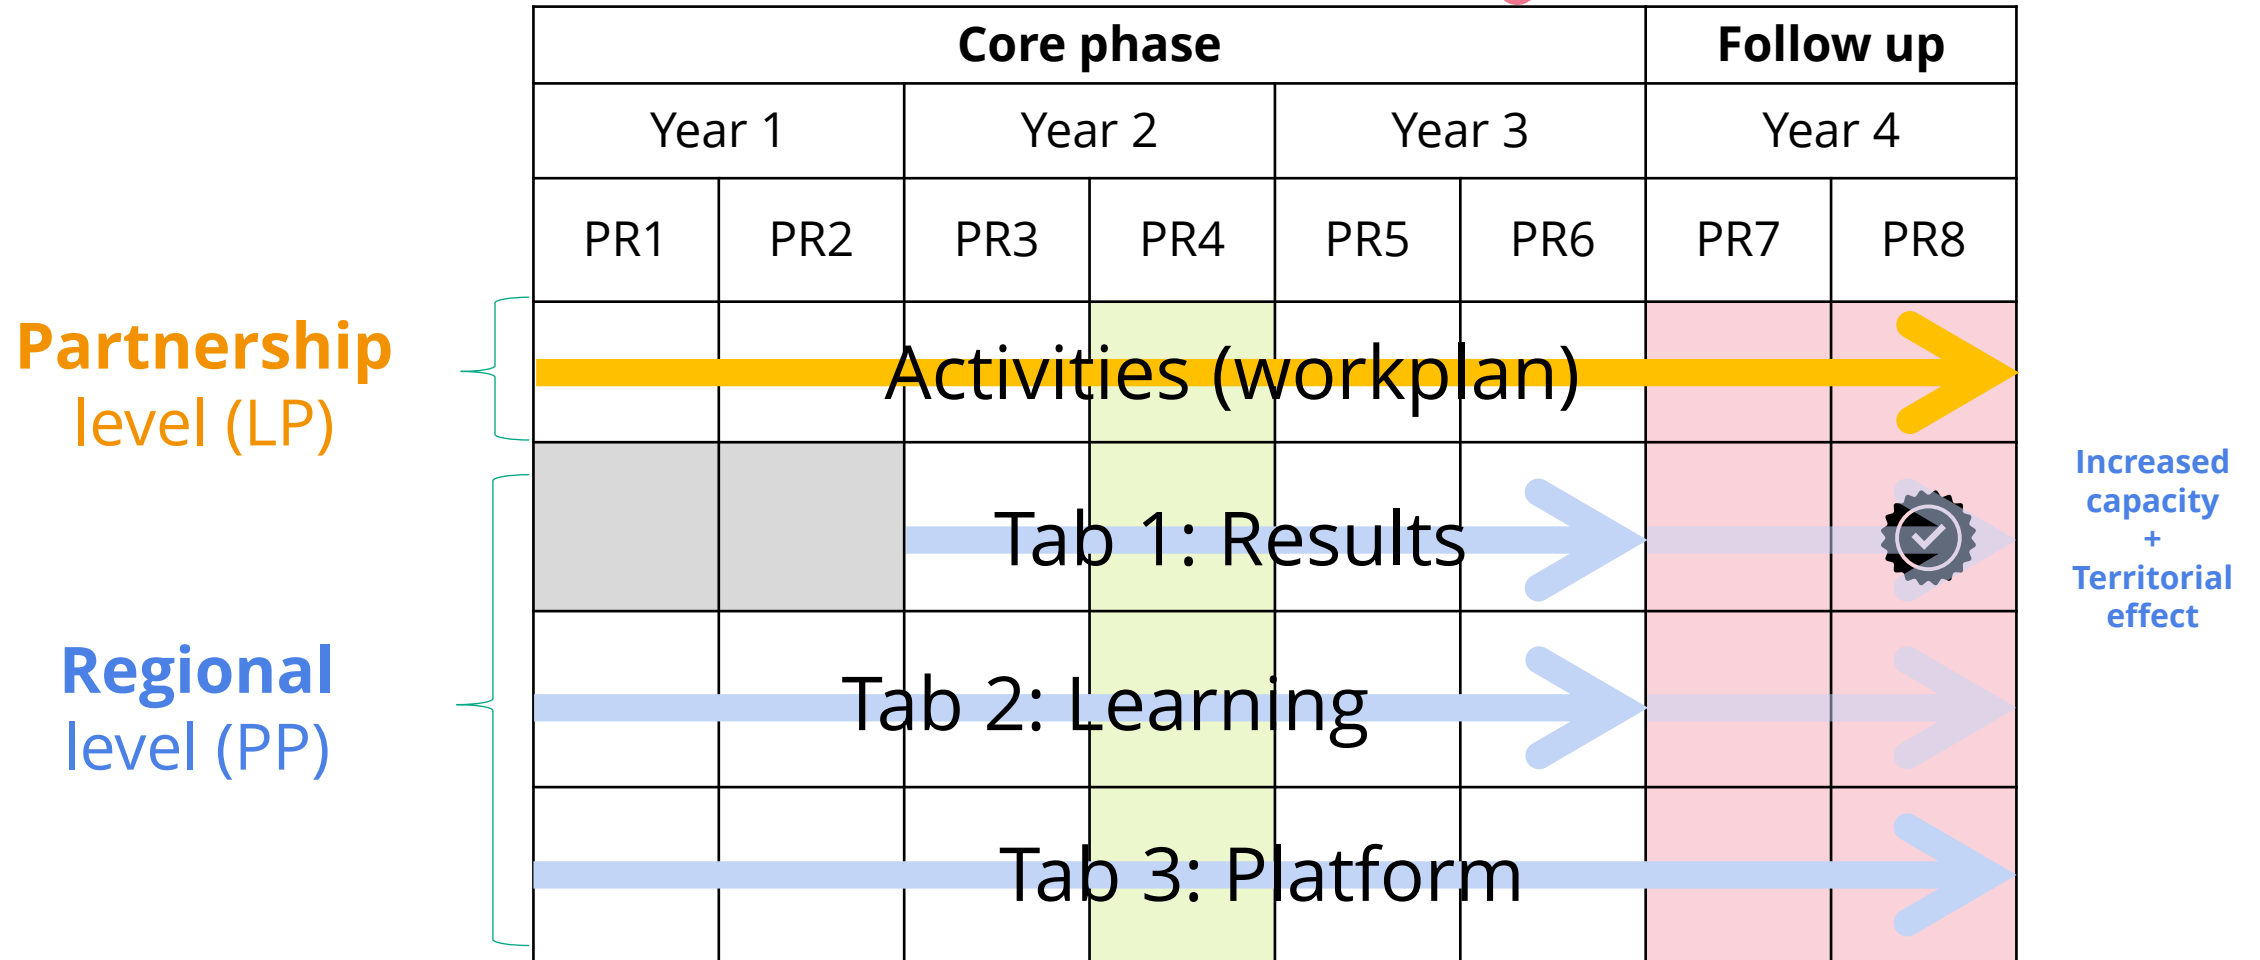 Core phase
Follow up
Year 1
Year 2
Year 3
Year 4
PR1
PR2
PR3
PR4
PR5
PR6
PR7
PR8
Partnership
level (LP)
Activities (workplan)
Tab 1: Results
Increased
capacity
+
Territorial
effect
Regional
level (PP)
Tab 2: Learning
Tab 3: Platform